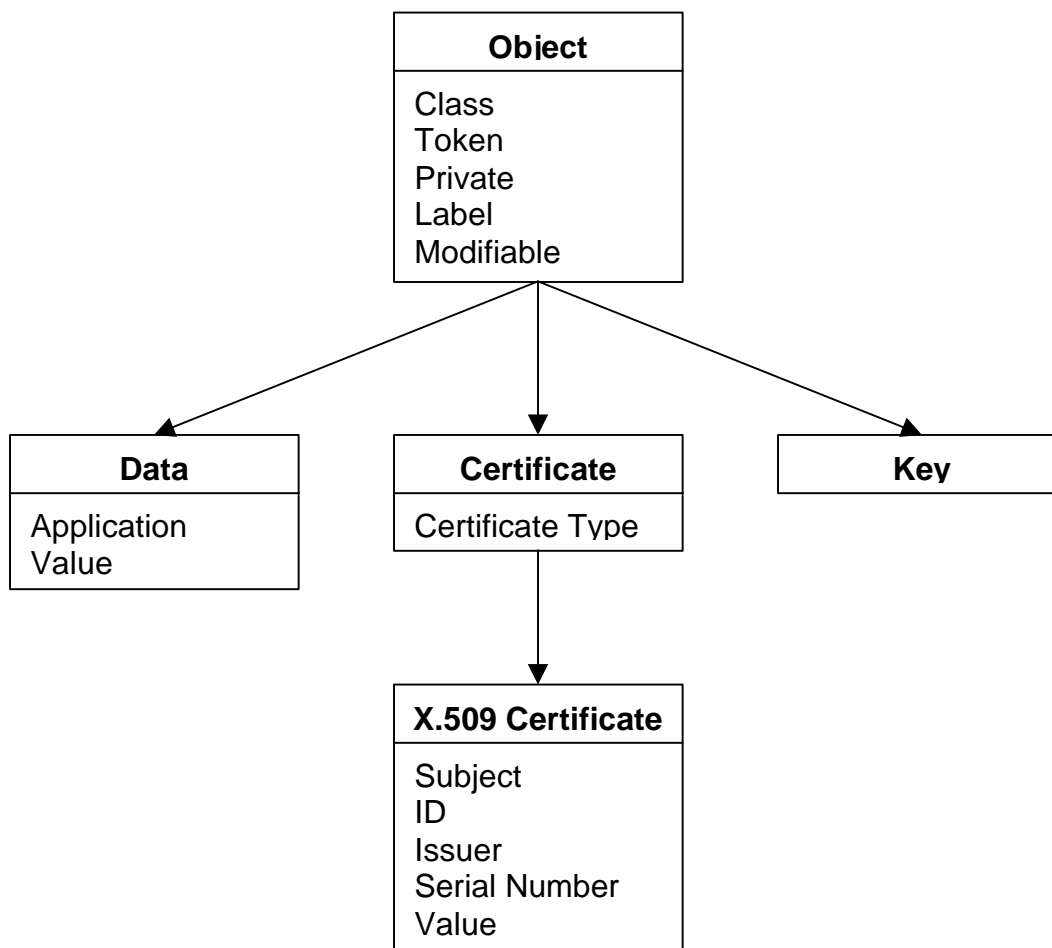 Object
Class
Token
Private
Label
Modifiable
Data
Application
Value
Certificate
Certificate Type
Key
X.509 Certificate
Subject
ID
Issuer
Serial Number
Value